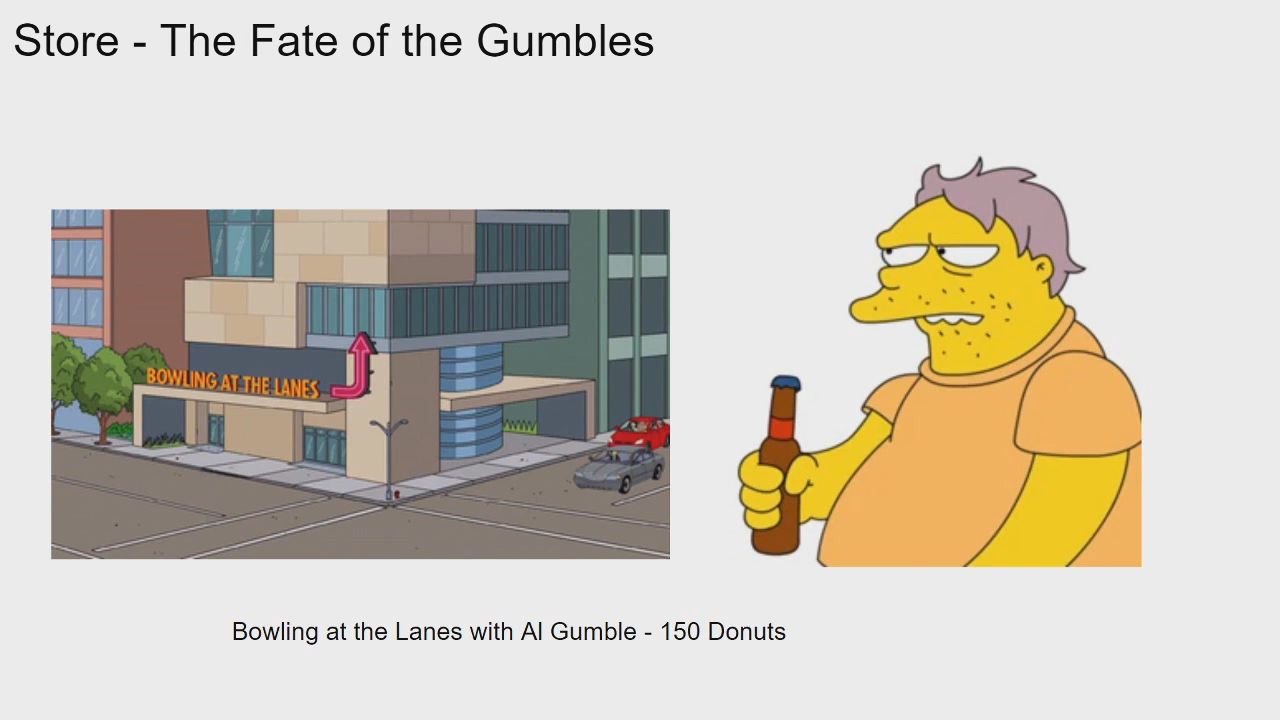 Store - The Fate of the Gumbles
BOWLING AT THE LANES
Bowling at the Lanes with Al Gumble - 150 Donuts